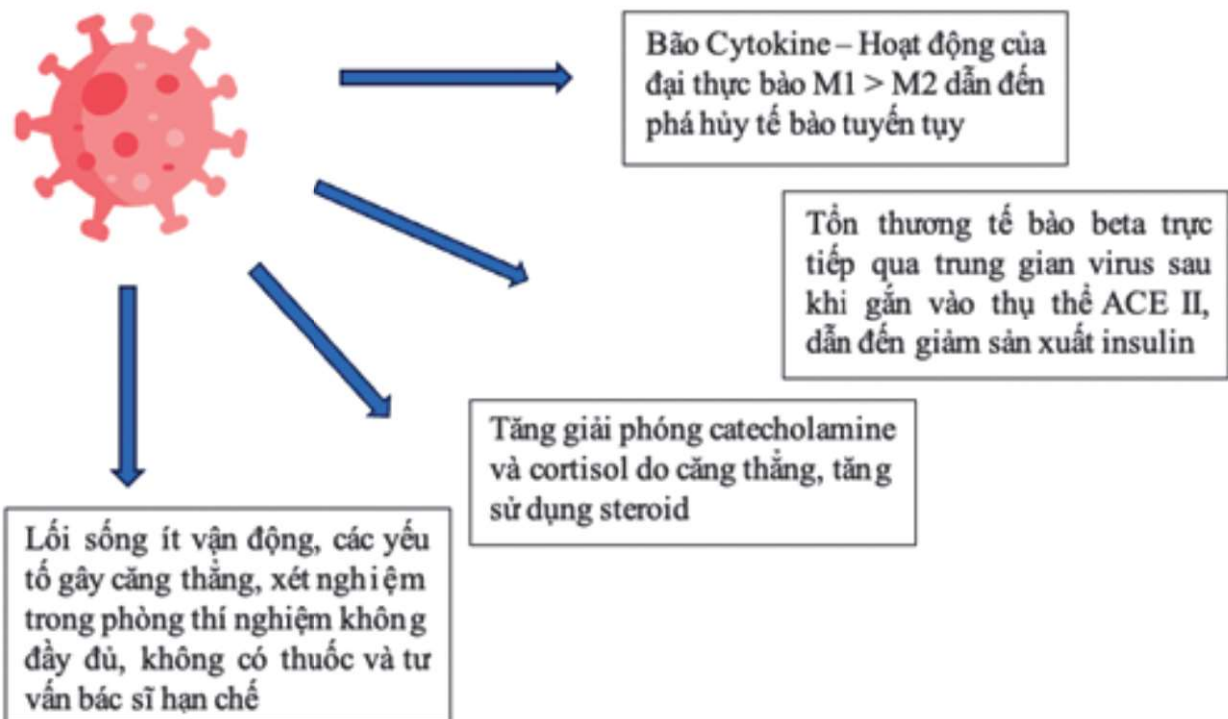 Bão Cytokine – Hoạt động của
đại thực bào M1 > M2 dẫn đến
phá hủy tế bào tuyến tụy
Tổn thương tế bào beta trực
tiếp qua trung gian virus sau
khi gắn vào thụ thể ACE II,
dẫn đến giảm sản xuất insulin
Tăng giải phóng catecholamine
và cortisol do căng thẳng, tăng
sử dụng steroid
Lối sống ít vận động, các yếu
tố gây căng thẳng, xét nghiệm
trong phòng thí nghiệm không
đầy đủ, không có thuốc và tư
vấn bác sĩ hạn chế